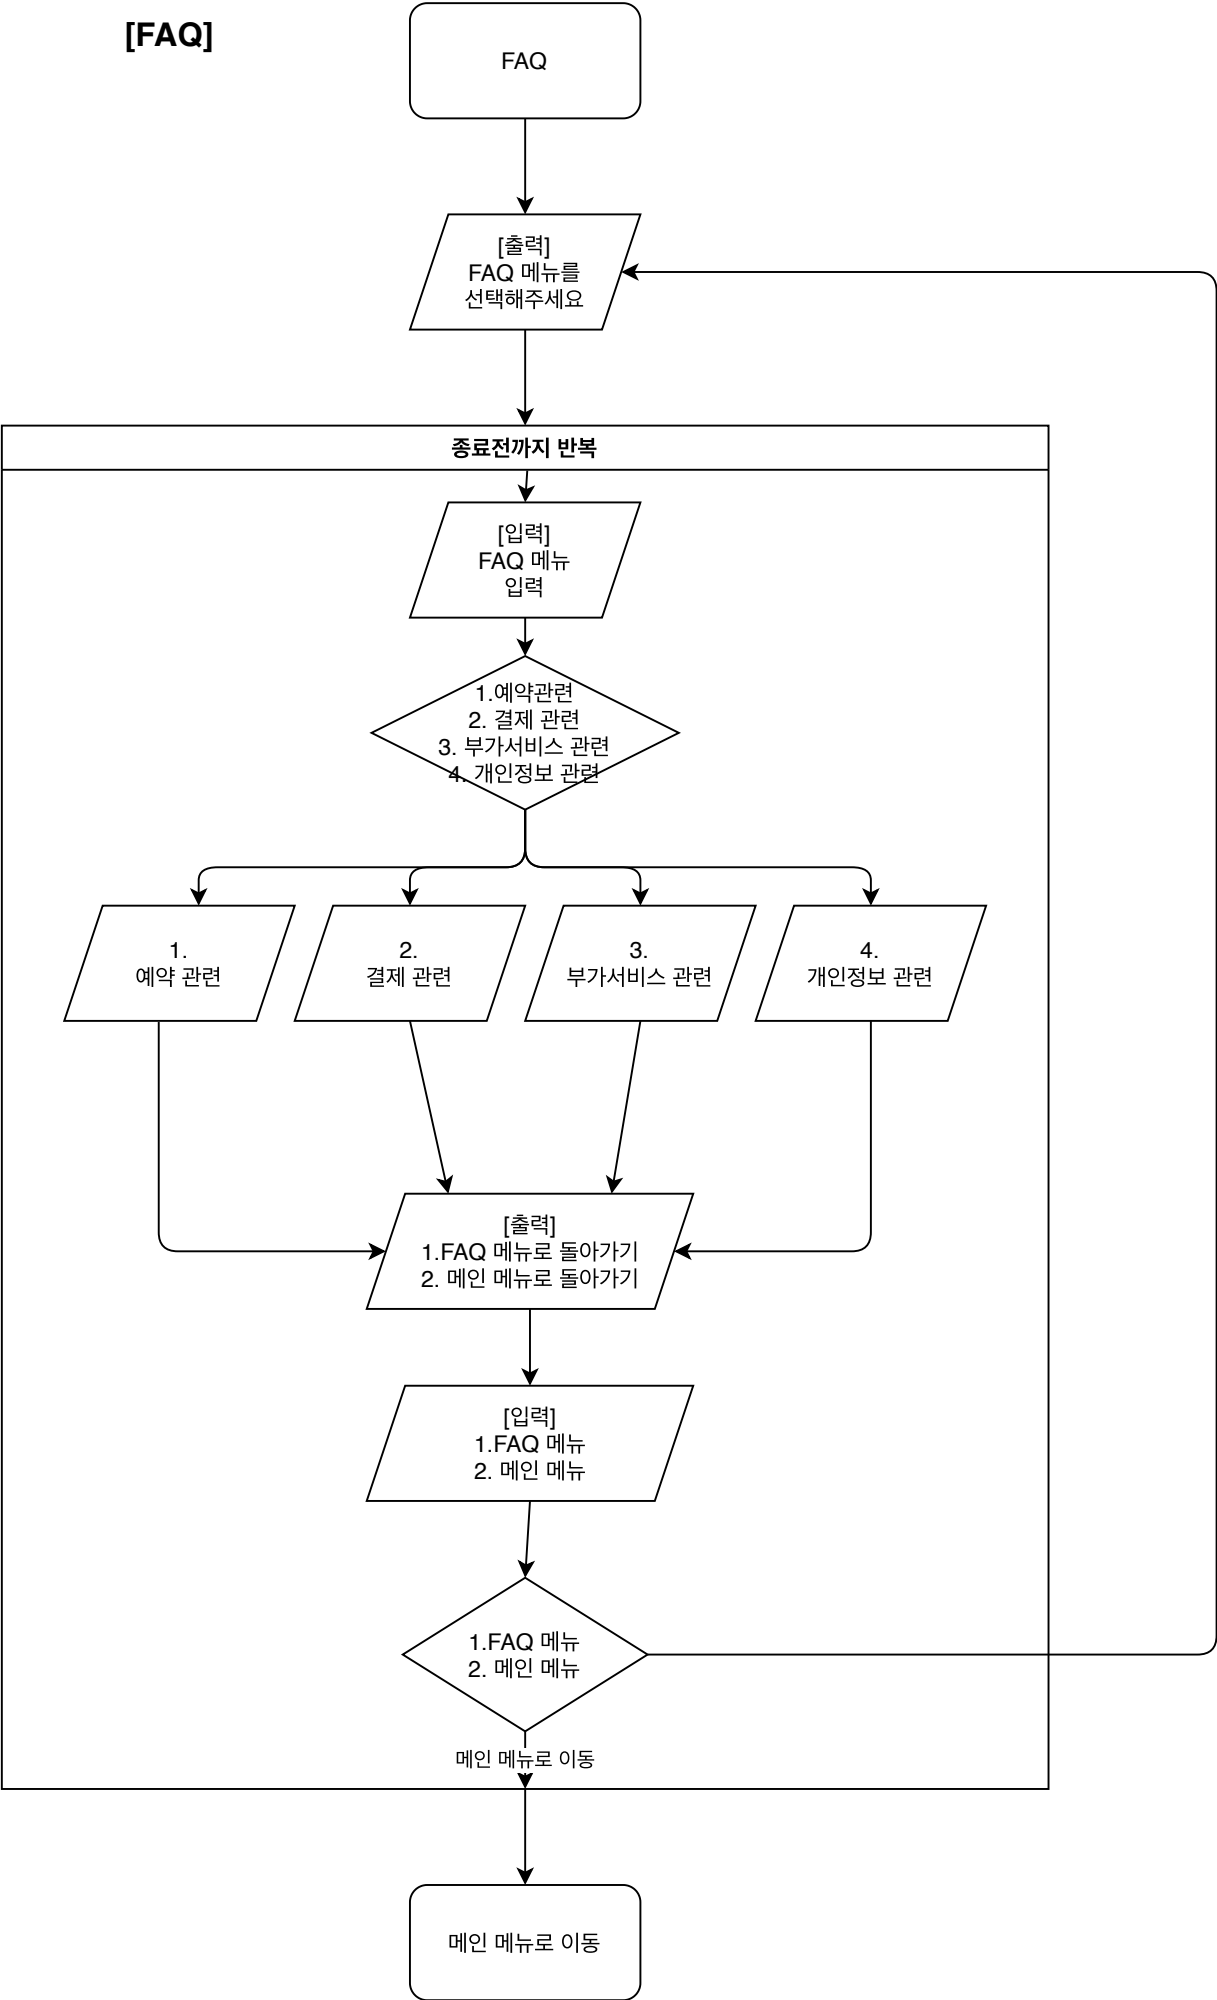 [FAQ]
FAQ
[출력]
FAQ 메뉴를
선택해주세요
종료전까지 반복
[입력]
FAQ 메뉴
입력
1.예약관련
2. 결제 관련
3. 부가서비스 관련
4. 개인정보 관련
1.
예약 관련
2.
결제 관련
3.
부가서비스 관련
4.
개인정보 관련
[출력]
1.FAQ 메뉴로 돌아가기
2. 메인 메뉴로 돌아가기
[입력]
1.FAQ 메뉴
2. 메인 메뉴
1.FAQ 메뉴
2. 메인 메뉴
메인 메뉴로 이동
메인 메뉴로 이동